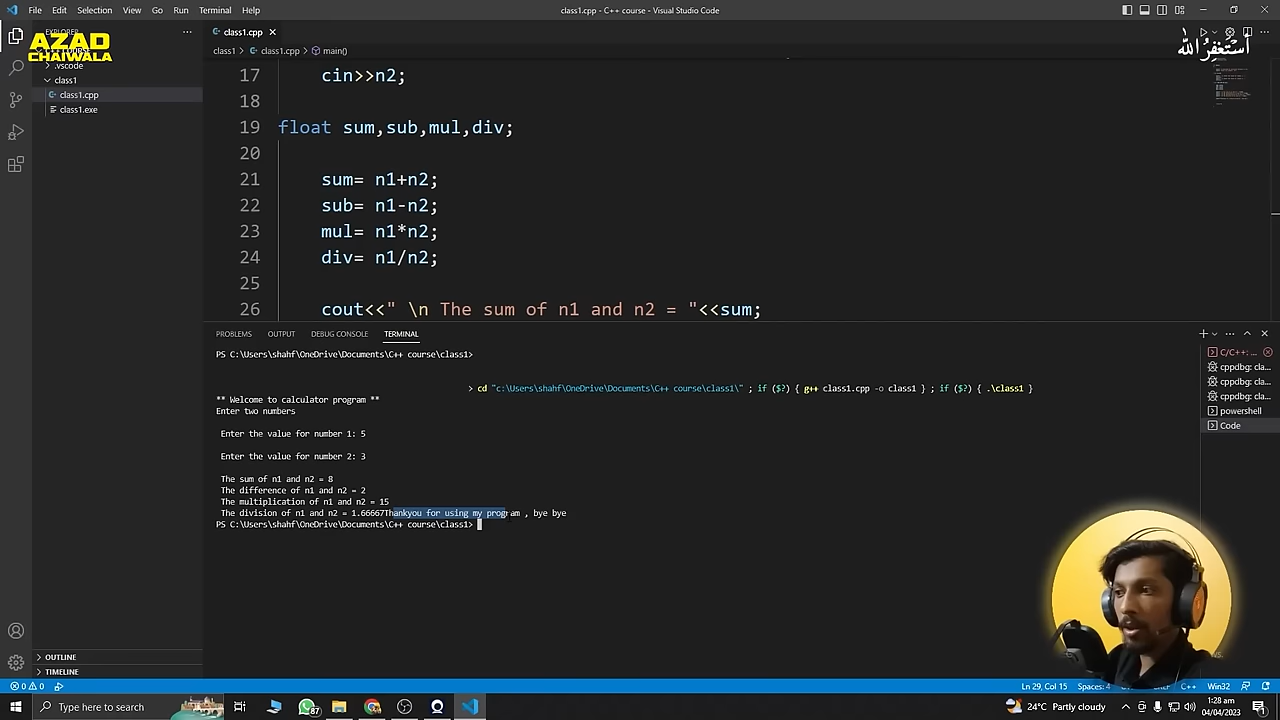 File Edit Selection View Go Run Terminal Help
class1.cpp - C++ course - Visual Studio Code
EXPLORER
AZAD
CHAIWALA
أستغفر الله
.vscode
class1
class1.cpp
class1.exe
OUTLINE
TIMELINE
class1.cpp
class1 > class1.cpp > main()
17 cin>>n2;
18
19 float sum,sub,mul,div;
20
21 sum= n1+n2;
22 sub= n1-n2;
23 mul= n1*n2;
24 div= n1/n2;
25
26 cout<<" \n The sum of n1 and n2 = "<<sum;
PROBLEMS OUTPUT DEBUG CONSOLE TERMINAL
PS C:\Users\shahf\OneDrive\Documents\C++ course\class1>
> cd "c:\Users\shahf\OneDrive\Documents\C++ course\class1\" ; if ($?) { g++ class1.cpp -o class1 } ; if ($?) { .\class1 }
** Welcome to calculator program **
Enter two numbers
Enter the value for number 1: 5
Enter the value for number 2: 3
The sum of n1 and n2 = 8
The difference of n1 and n2 = 2
The multiplication of n1 and n2 = 15
The division of n1 and n2 = 1.66667Thankyou for using my program , bye bye
PS C:\Users\shahf\OneDrive\Documents\C++ course\class1>
C/C++: ...
cppdbg: cla...
cppdbg: cla...
cppdbg: cla...
powershell
Code
0 0 Ln 29, Col 15 Spaces: 4 CRLF C++ Win32
Type here to search
87
24°C Partly cloudy
1:28 am
04/04/2023
1